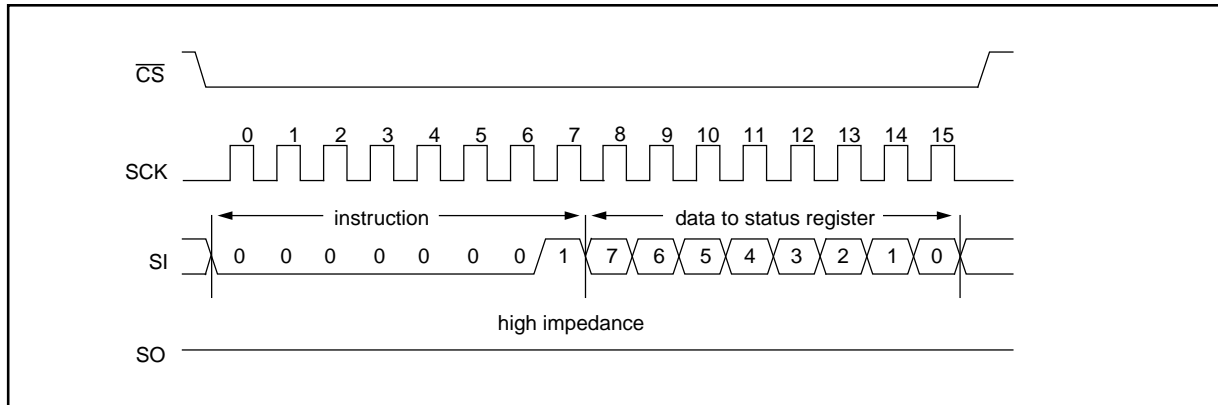 CS
0 1 2 3 4 5 6 7 8 9 10 11 12 13 14 15
SCK
instruction data to status register
SI 0 0 0 0 0 0 0 1 7 6 5 4 3 2 1 0
high impedance
SO